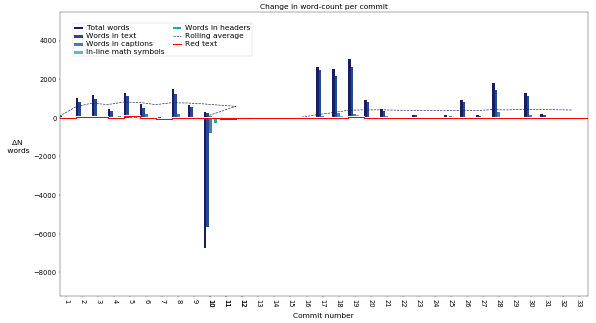 Change in word-count per commit
Total words
Words in text
Words in captions
in-line math symbols
Words in headers
Rolling average
Red text
4000
2000
0
−2000
−4000
−6000
−8000
ΔN
words
1 2 3 4 5 6 7 8 9 10 11 12 13 14 15 16 17 18 19 20 21 22 23 24 25 26 27 28 29 30 31 32 33
Commit number